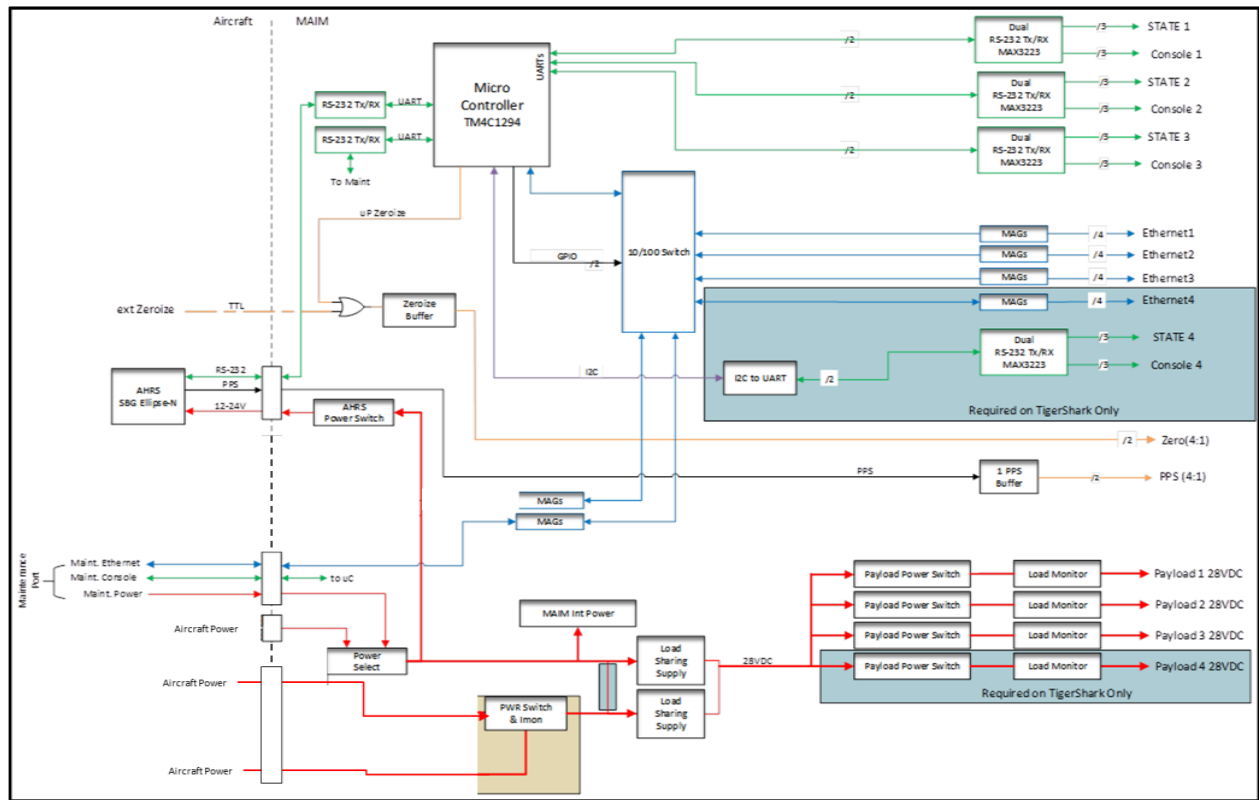 Aircraft
MAIM
Micro
Controller
TM4C1294
UARTs
RS-232 Tx/RX
UART
RS-232 Tx/RX
UART
To Maint
/2
/2
/2
Dual
RS-232 Tx/RX
MAX3223
/3
STATE 1
/3
Console 1
Dual
RS-232 Tx/RX
MAX3223
/3
STATE 2
/3
Console 2
Dual
RS-232 Tx/RX
MAX3223
/3
STATE 3
/3
Console 3
uP Zeroize
GPIO
/2
10/100 Switch
MAGs
/4
Ethernet1
MAGs
/4
Ethernet2
MAGs
/4
Ethernet3
MAGs
/4
Ethernet4
ext Zeroize
TTL
Zeroize
Buffer
Dual
RS-232 Tx/RX
MAX3223
/3
STATE 4
/3
Console 4
I2C
I2C to UART
/2
Required on TigerShark Only
AHRS
SBG Ellipse-N
RS-232
PPS
12-24V
AHRS
Power Switch
/2
Zero(4:1)
PPS
1 PPS
Buffer
/2
PPS (4:1)
MAGs
MAGs
Maintenance
Port
Maint. Ethernet
Maint. Console
Maint. Power
to uC
Aircraft Power
Power
Select
MAIM Int Power
Load
Sharing
Supply
Load
Sharing
Supply
28VDC
Payload Power Switch
Load Monitor
Payload 1 28VDC
Payload Power Switch
Load Monitor
Payload 2 28VDC
Payload Power Switch
Load Monitor
Payload 3 28VDC
Payload Power Switch
Load Monitor
Payload 4 28VDC
Required on TigerShark Only
Aircraft Power
PWR Switch
& Imon
Aircraft Power